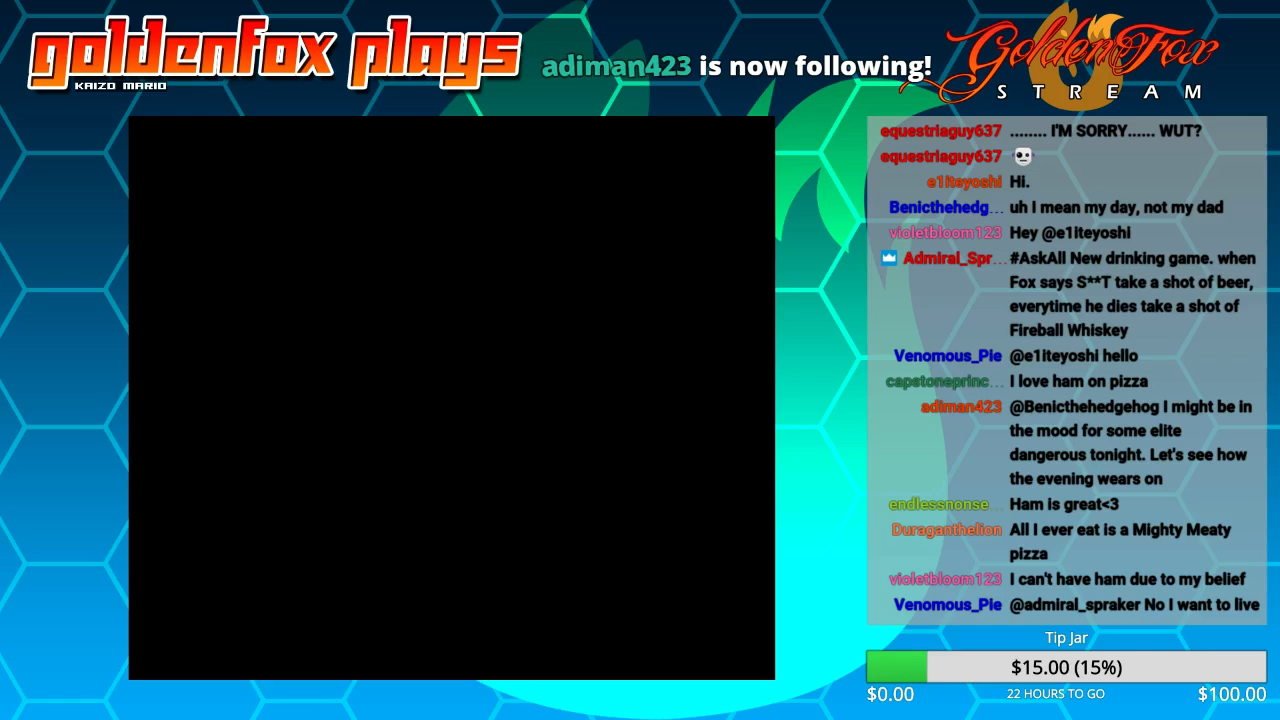 goldenfox plays
KAIZO MARIO
adiman423 is now following!
GoldenFox
STREAM
equestriaguy637 ........ I'M SORRY...... WUT?
equestriaguy637
e1iteyoshi Hi.
Benicthehedg... uh I mean my day, not my dad
violetbloom123 Hey @e1iteyoshi
Admiral_Spr... #AskAll New drinking game. when
Fox says S**T take a shot of beer,
everytime he dies take a shot of
Fireball Whiskey
Venomous_Pie @e1iteyoshi hello
capstoneprinc... I love ham on pizza
adiman423 @Benicthehedgehog I might be in
the mood for some elite
dangerous tonight. Let's see how
the evening wears on
endlessnonse... Ham is great<3
Duraganthelion All I ever eat is a Mighty Meaty
pizza
violetbloom123 I can't have ham due to my belief
Venomous_Pie @admiral_spraker No I want to live
Tip Jar
$15.00 (15%)
$0.00 22 HOURS TO GO $100.00